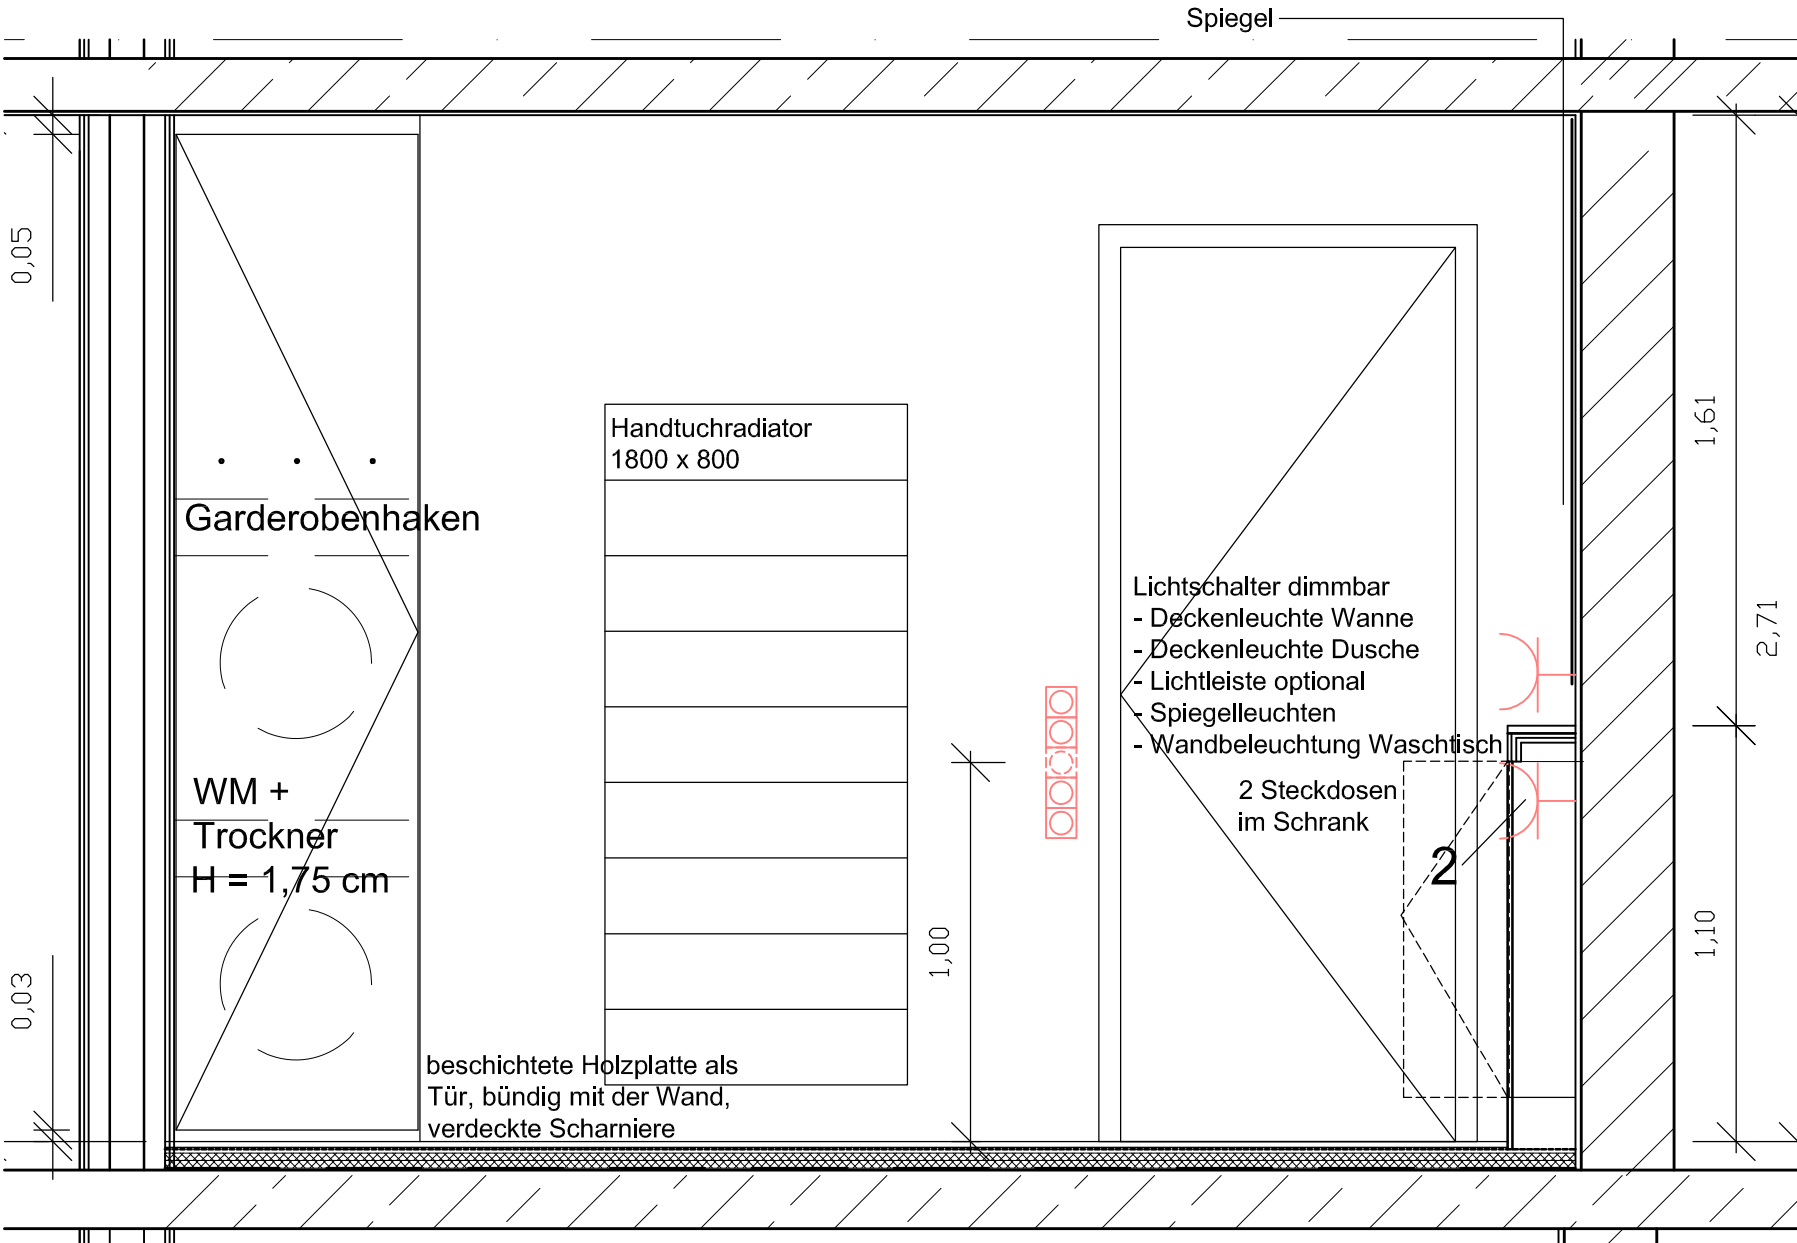 Spiegel
0,05
Handtuchradiator
1800 x 800
1,61
Garderobenhaken
Lichtschalter dimmbar
- Deckenleuchte Wanne
- Deckenleuchte Dusche
- Lichtleiste optional
- Spiegelleuchten
- Wandbeleuchtung Waschtisch
2,71
2 Steckdosen
im Schrank
2
WM +
Trockner
H = 1,75 cm
1,00
1,10
0,03
beschichtete Holzplatte als
Tür, bündig mit der Wand,
verdeckte Scharniere